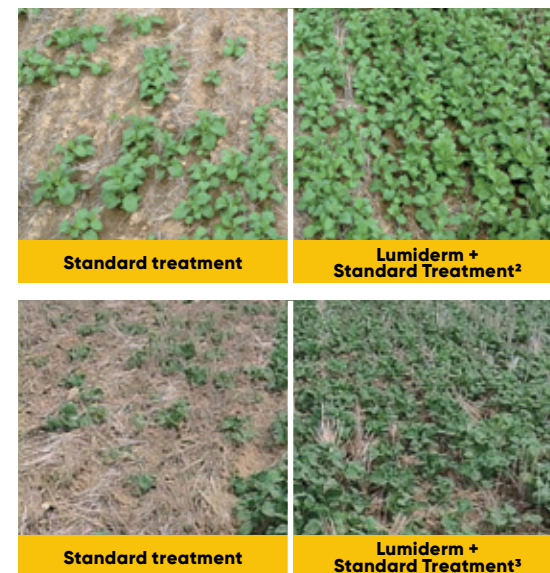 Standard treatment
Lumiderm +
Standard Treatment²
Standard treatment
Lumiderm +
Standard Treatment³